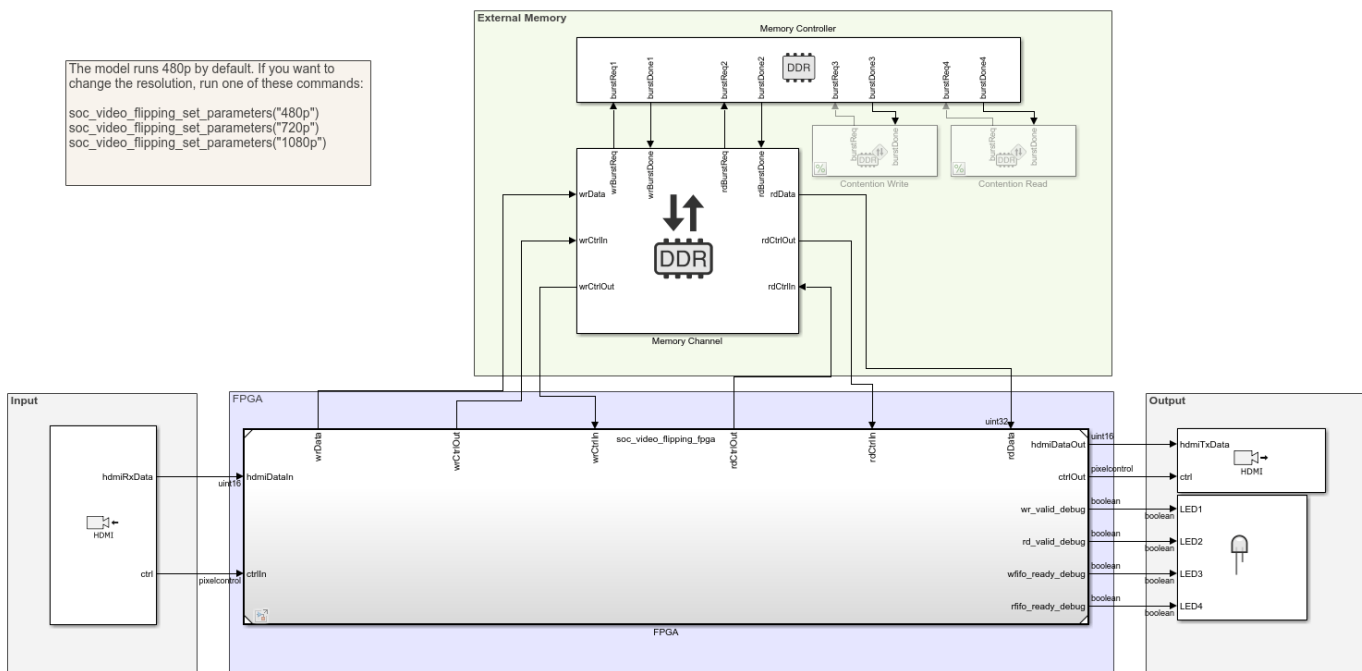 External Memory
Memory Controller
The model runs 480p by default. If you want to
change the resolution, run one of these commands:
soc_video_flipping_set_parameters("480p")
soc_video_flipping_set_parameters("720p")
soc_video_flipping_set_parameters("1080p")
DDR
burstReq1
burstDone1
burstReq2
burstDone2
burstReq3
burstDone3
burstReq4
burstDone4
burstReq
burstDone
DDR
Contention Write
burstReq
burstDone
DDR
Contention Read
wrBurstReq
wrBurstDone
rdBurstReq
rdBurstDone
wrData
rdData
wrCtrlIn
rdCtrlOut
DDR
wrCtrlOut
rdCtrlIn
Memory Channel
Input
hdmiRxData
HDMI
ctrl
uint16
pixelcontrol
FPGA
wrData
wrCtrlOut
wrCtrlIn
soc_video_flipping_fpga
rdCtrlOut
rdCtrlIn
uint32
rdData
hdmiDataIn
ctrlIn
hdmiDataOut
ctrlOut
wr_valid_debug
rd_valid_debug
wfifo_ready_debug
rfifo_ready_debug
FPGA
uint16
pixelcontrol
boolean
boolean
boolean
boolean
boolean
boolean
boolean
boolean
Output
hdmiTxData
HDMI
ctrl
LED1
LED2
LED3
LED4